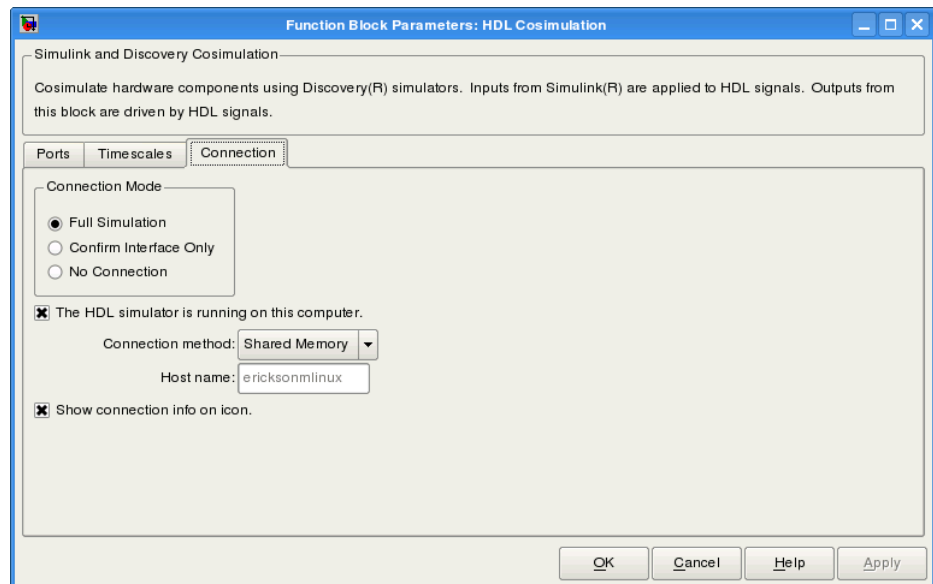 Function Block Parameters: HDL Cosimulation
Simulink and Discovery Cosimulation
Cosimulate hardware components using Discovery(R) simulators. Inputs from Simulink(R) are applied to HDL signals. Outputs from
this block are driven by HDL signals.
Ports Timescales Connection
Connection Mode
Full Simulation
Confirm Interface Only
No Connection
The HDL simulator is running on this computer.
Connection method: Shared Memory
Host name: ericksonmlinux
Show connection info on icon.
OK Cancel Help Apply